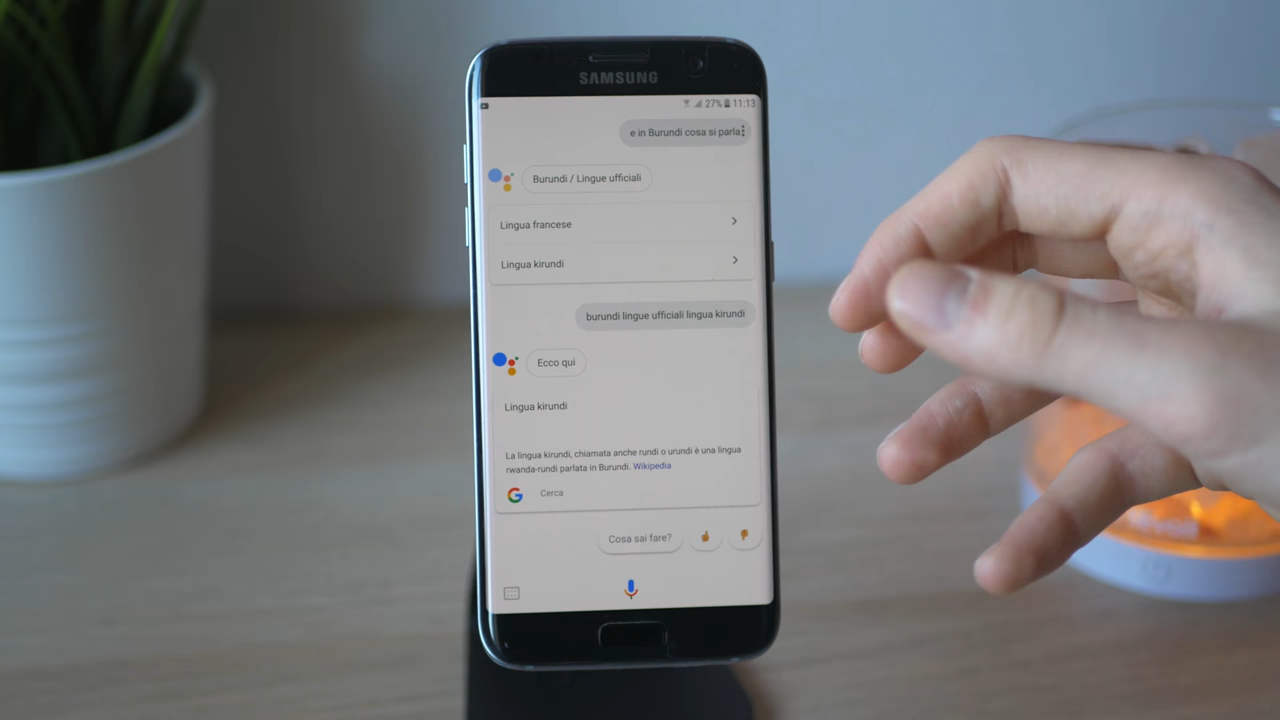 SAMSUNG
27% 11:13
e in Burundi cosa si parla
Burundi / Lingue ufficiali
Lingua francese
Lingua kirundi
burundi lingue ufficiali lingua kirundi
Ecco qui
Lingua kirundi
La lingua kirundi, chiamata anche rundi o urundi è una lingua
rwanda-rundi parlata in Burundi. Wikipedia
G Cerca
Cosa sai fare?